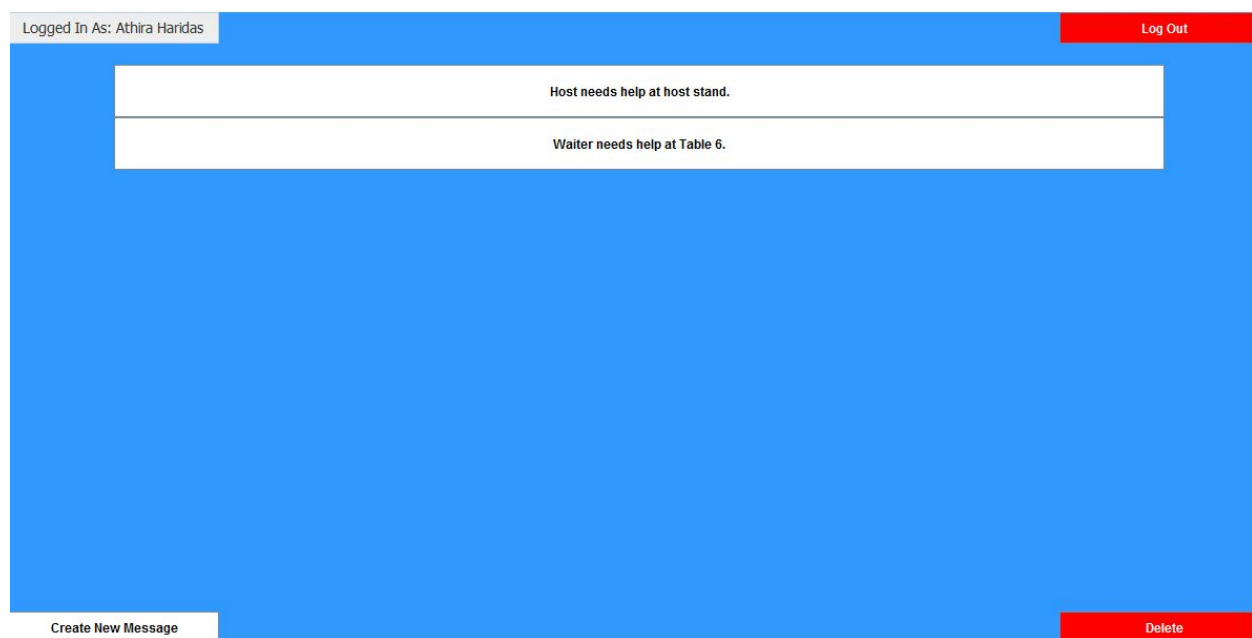 Logged In As: Athira Haridas
Log Out
Host needs help at host stand.
Waiter needs help at Table 6.
Create New Message
Delete